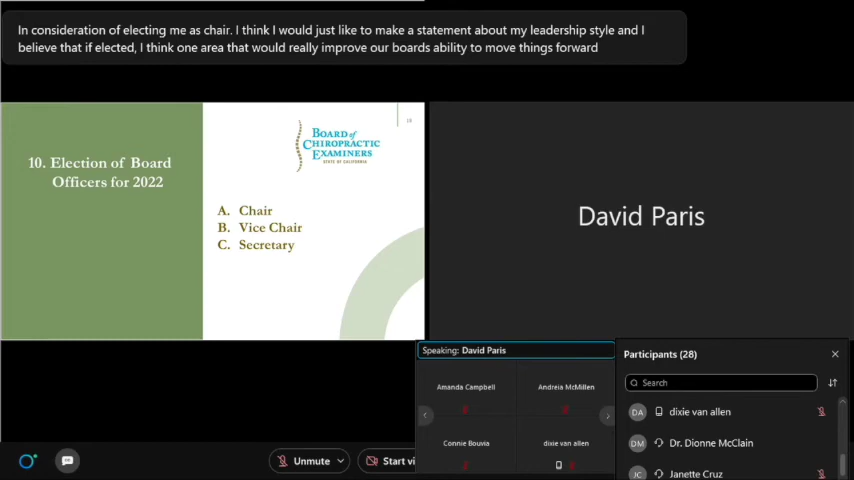 In consideration of electing me as chair. I think I would just like to make a statement about my leadership style and I
believe that if elected, I think one area that would really improve our boards ability to move things forward
18
BOARD of
CHIROPRACTIC
EXAMINERS
STATE OF CALIFORNIA
10. Election of Board
Officers for 2022
A. Chair
B. Vice Chair
C. Secretary
David Paris
Speaking: David Paris
Amanda Campbell
Andreia McMillen
Connie Bouvia
dixie van allen
Participants (28)
Search
DA dixie van allen
DM Dr. Dionne McClain
JC Janette Cruz
Unmute
Start vi